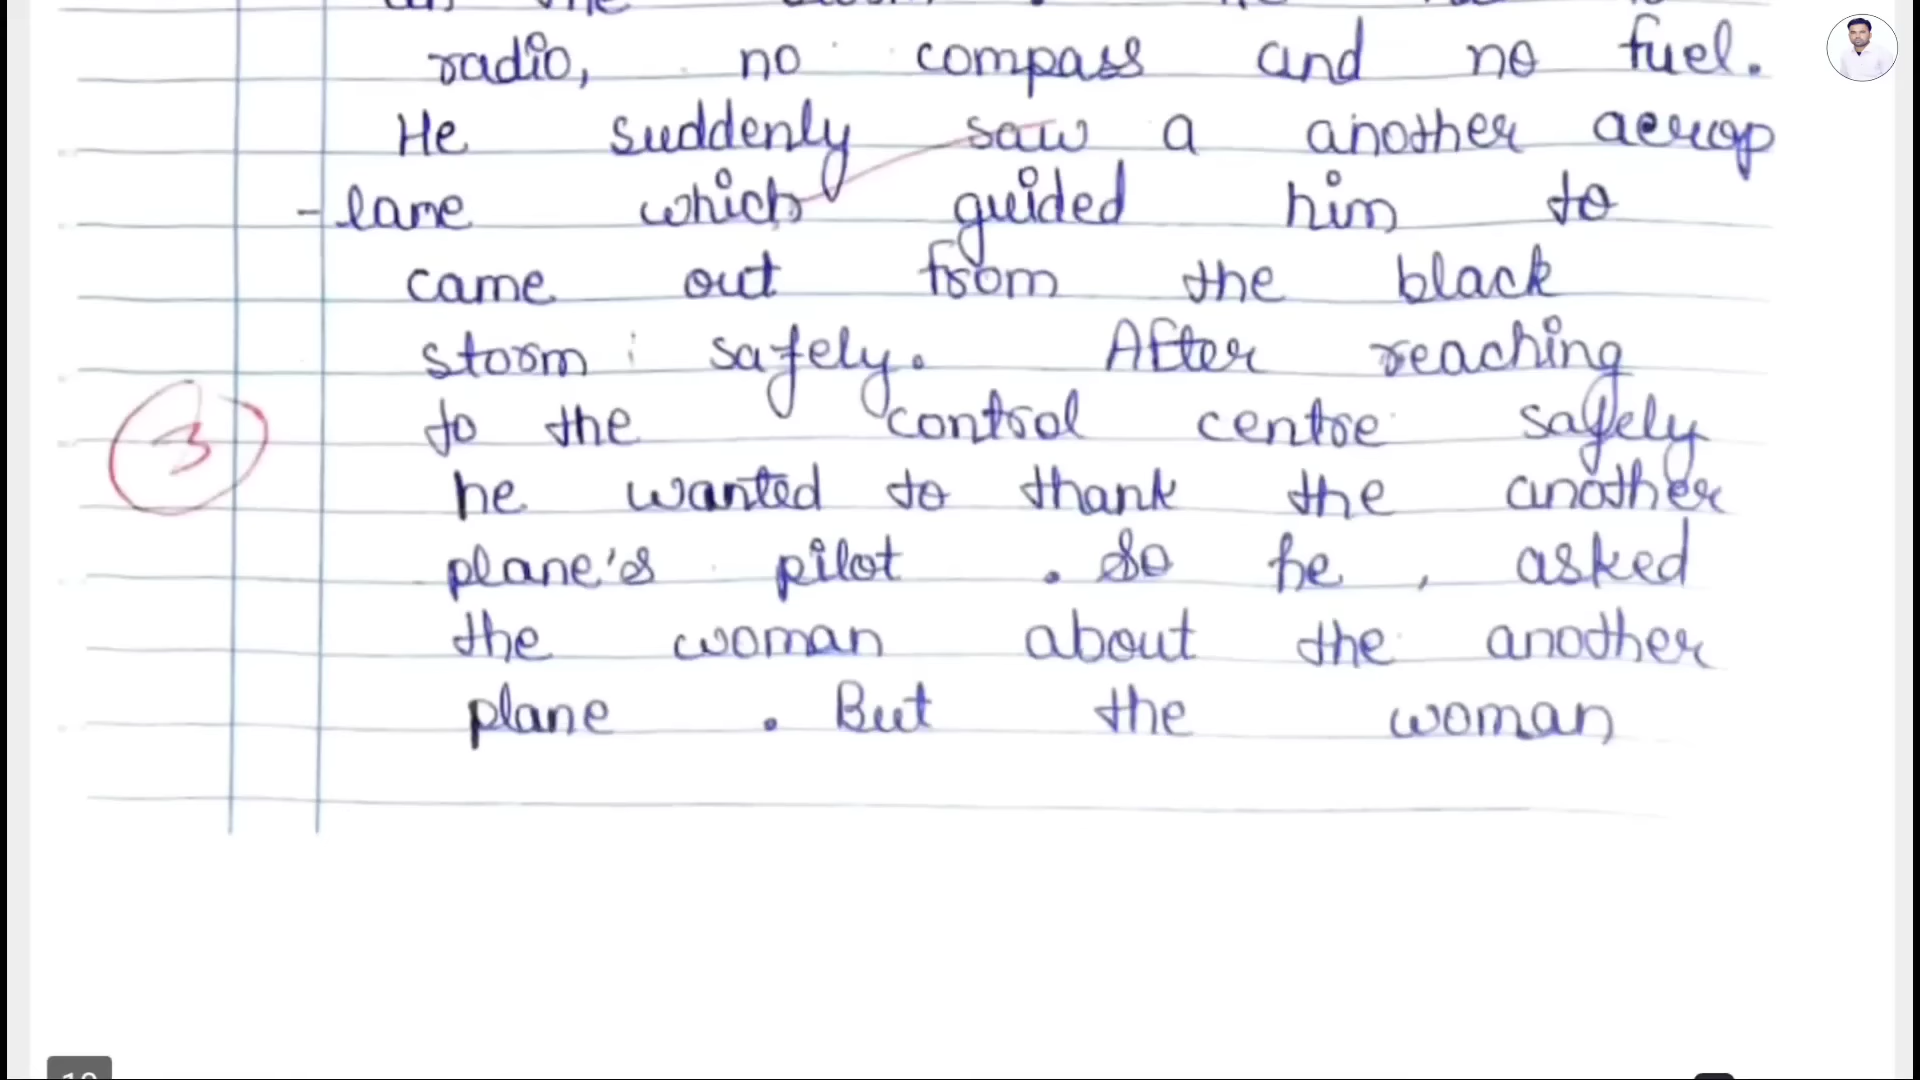 radio, no compass and no fuel.
He suddenly saw a another aerop
-lane which guided him to
came out from the black
storm safely. After reaching
to the control centre safely
3
he wanted to thank the another
plane's pilot . So he , asked
the woman about the another
plane . But the woman